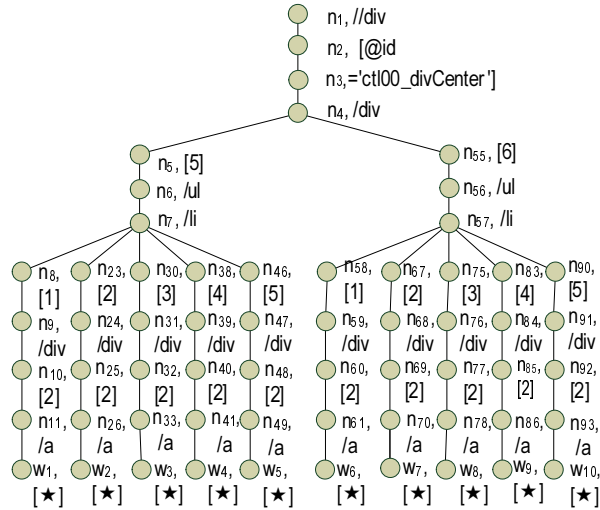 n1, //div
n2, [@id
n3,='ctl00_divCenter']
n4, /div
n5, [5]
n55, [6]
n6, /ul
n56, /ul
n7, /li
n57, /li
n8, n23, n30, n38, n46, n58, n67, n75, n83, n90,
[1] [2] [3] [4] [5] [1] [2] [3] [4] [5]
n9, n24, n31, n39, n47, n59, n68, n76, n84, n91,
/div /div /div /div /div /div /div /div /div /div
n10, n25, n32, n40, n48, n60, n69, n77, n85, n92,
[2] [2] [2] [2] [2] [2] [2] [2] [2] [2]
n11, n26, n33, n41, n49, n61, n70, n78, n86, n93,
/a /a /a /a /a /a /a /a /a /a
w1, w2, w3, w4, w5, w6, w7, w8, w9, w10,
[★] [★] [★] [★] [★] [★] [★] [★] [★] [★]